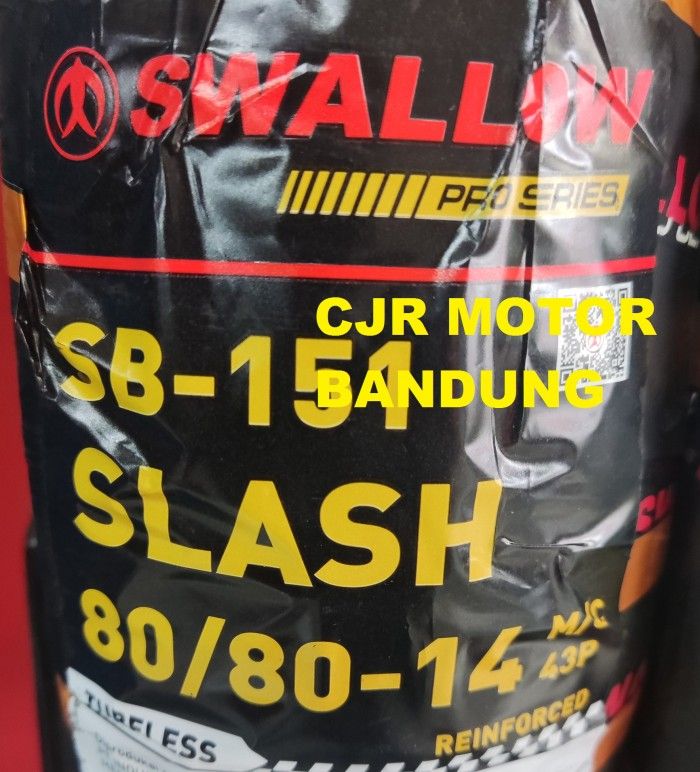 SWALLOW
PRO SERIES
SB-151
CJR MOTOR
BANDUNG
SLASH
80/80-14 M/C
43P
REINFORCED
TUBELESS